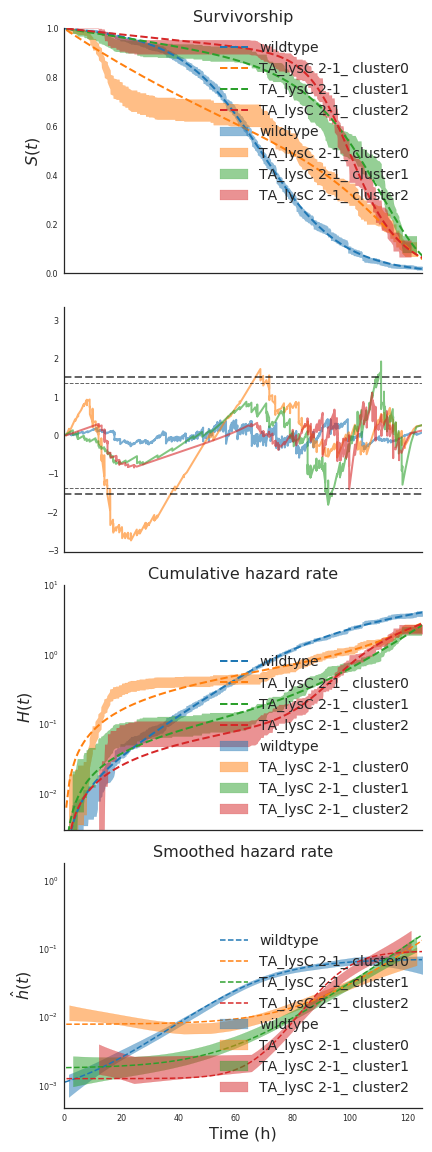 Survivorship
1.0
0.8
0.6
0.4
0.2
0.0
S(t)
wildtype
TA_lysC 2-1_ cluster0
TA_lysC 2-1_ cluster1
TA_lysC 2-1_ cluster2
wildtype
TA_lysC 2-1_ cluster0
TA_lysC 2-1_ cluster1
TA_lysC 2-1_ cluster2
3
2
1
0
−1
−2
−3
Cumulative hazard rate
10¹
10⁰
10⁻¹
10⁻²
H(t)
wildtype
TA_lysC 2-1_ cluster0
TA_lysC 2-1_ cluster1
TA_lysC 2-1_ cluster2
wildtype
TA_lysC 2-1_ cluster0
TA_lysC 2-1_ cluster1
TA_lysC 2-1_ cluster2
Smoothed hazard rate
10⁰
10⁻¹
10⁻²
10⁻³
ĥ(t)
wildtype
TA_lysC 2-1_ cluster0
TA_lysC 2-1_ cluster1
TA_lysC 2-1_ cluster2
wildtype
TA_lysC 2-1_ cluster0
TA_lysC 2-1_ cluster1
TA_lysC 2-1_ cluster2
0 20 40 60 80 100 120
Time (h)